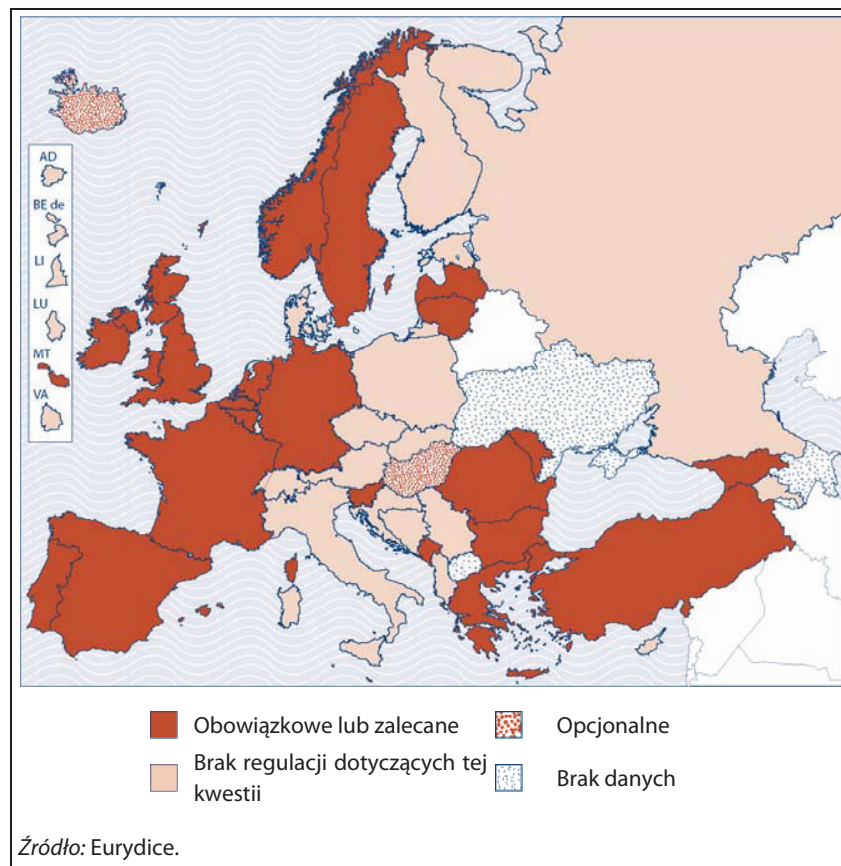 AD
BE de
LI
LU
MT
VA
Obowiązkowe lub zalecane
Opcjonalne
Brak regulacji dotyczących tej
kwestii
Brak danych
Źródło: Eurydice.